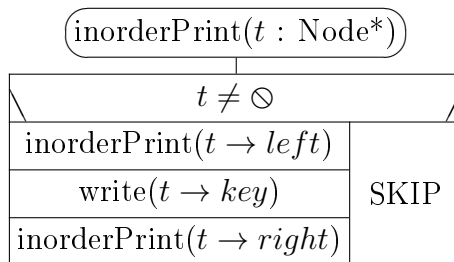 inorderPrint(t : Node*)
t ≠ ⦸
inorderPrint(t → left)
write(t → key)
SKIP
inorderPrint(t → right)